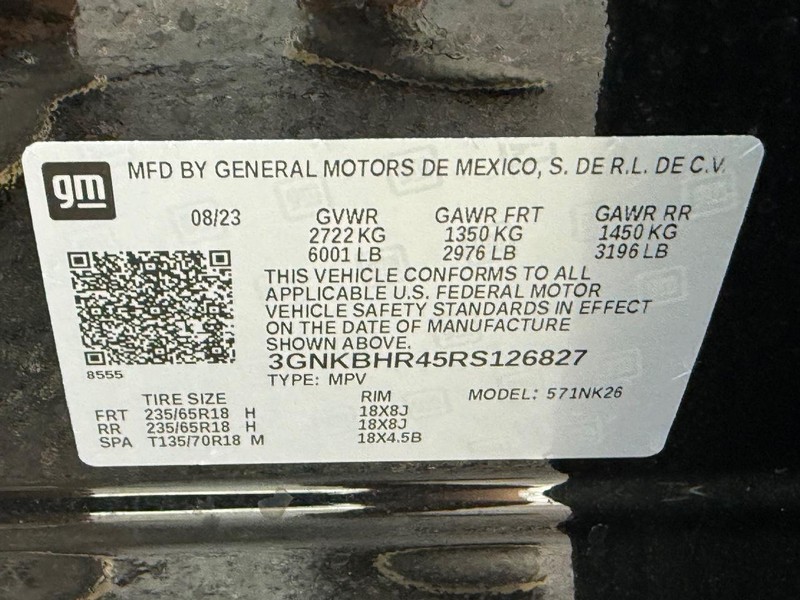 gm MFD BY GENERAL MOTORS DE MEXICO, S. DE R.L. DE C.V.
08/23 GVWR GAWR FRT GAWR RR
2722 KG 1350 KG 1450 KG
6001 LB 2976 LB 3196 LB
THIS VEHICLE CONFORMS TO ALL
APPLICABLE U.S. FEDERAL MOTOR
VEHICLE SAFETY STANDARDS IN EFFECT
ON THE DATE OF MANUFACTURE
SHOWN ABOVE.
3GNKBHR45RS126827
8555 TYPE: MPV
TIRE SIZE RIM MODEL: 571NK26
FRT 235/65R18 H 18X8J
RR 235/65R18 H 18X8J
SPA T135/70R18 M 18X4.5B